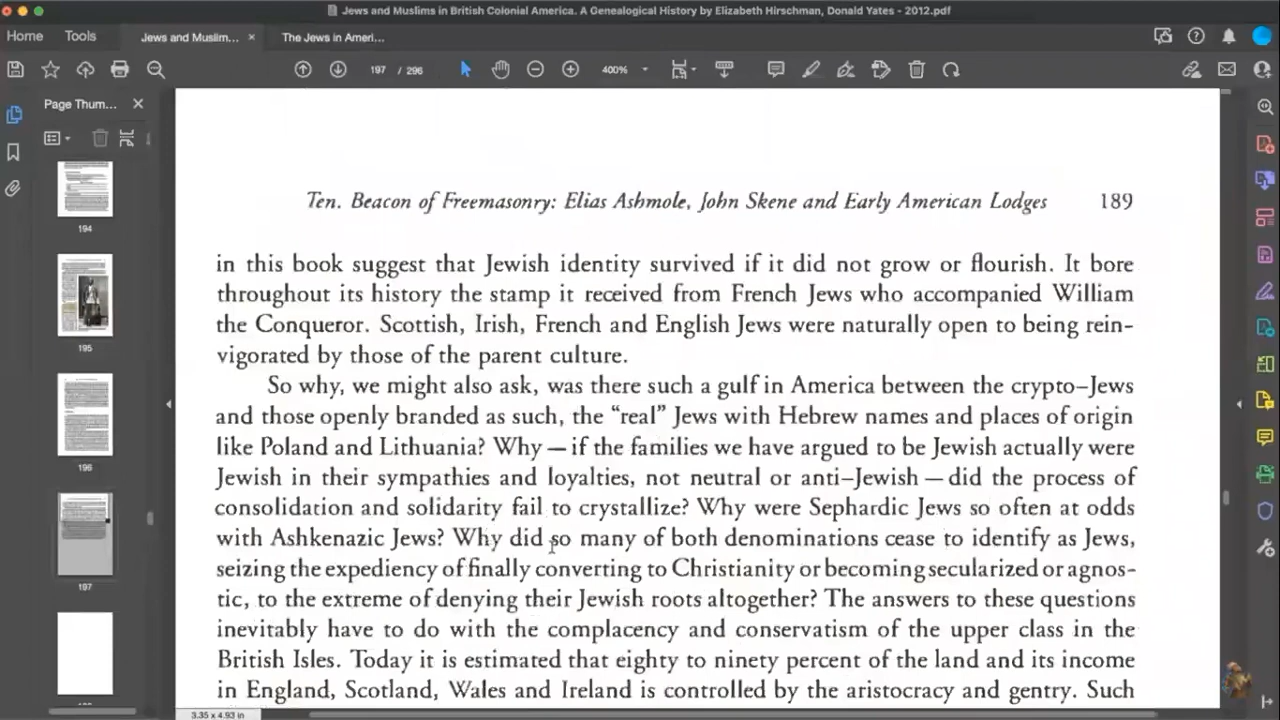 Jews and Muslims in British Colonial America. A Genealogical History by Elizabeth Hirschman, Donald Yates - 2012.pdf
Home Tools Jews and Muslim... × The Jews in Ameri...
197 / 296 400%
Page Thum...
194
195
196
197
Ten. Beacon of Freemasonry: Elias Ashmole, John Skene and Early American Lodges 189
in this book suggest that Jewish identity survived if it did not grow or flourish. It bore
throughout its history the stamp it received from French Jews who accompanied William
the Conqueror. Scottish, Irish, French and English Jews were naturally open to being rein-
vigorated by those of the parent culture.
So why, we might also ask, was there such a gulf in America between the crypto–Jews
and those openly branded as such, the “real” Jews with Hebrew names and places of origin
like Poland and Lithuania? Why — if the families we have argued to be Jewish actually were
Jewish in their sympathies and loyalties, not neutral or anti–Jewish — did the process of
consolidation and solidarity fail to crystallize? Why were Sephardic Jews so often at odds
with Ashkenazic Jews? Why did so many of both denominations cease to identify as Jews,
seizing the expediency of finally converting to Christianity or becoming secularized or agnos-
tic, to the extreme of denying their Jewish roots altogether? The answers to these questions
inevitably have to do with the complacency and conservatism of the upper class in the
British Isles. Today it is estimated that eighty to ninety percent of the land and its income
in England, Scotland, Wales and Ireland is controlled by the aristocracy and gentry. Such
3.35 x 4.93 in